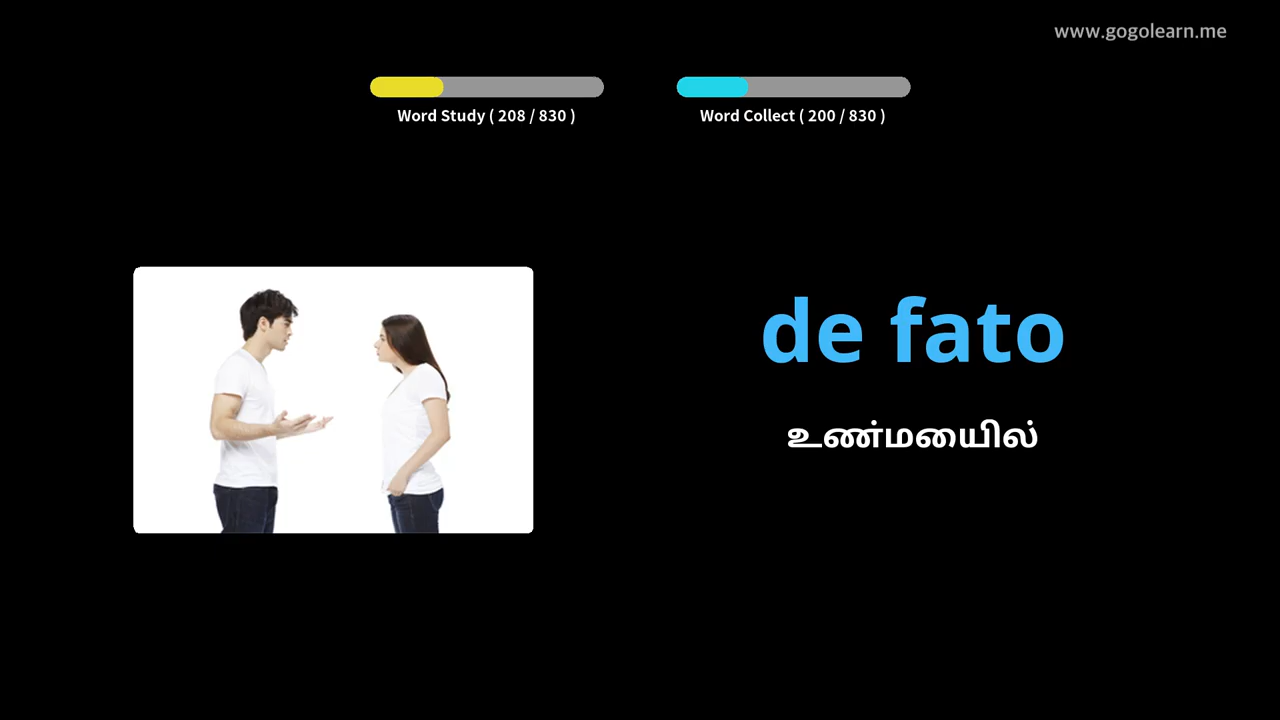 www.gogolearn.me
Word Study ( 208 / 830 )
Word Collect ( 200 / 830 )
de fato
உண்மையில்